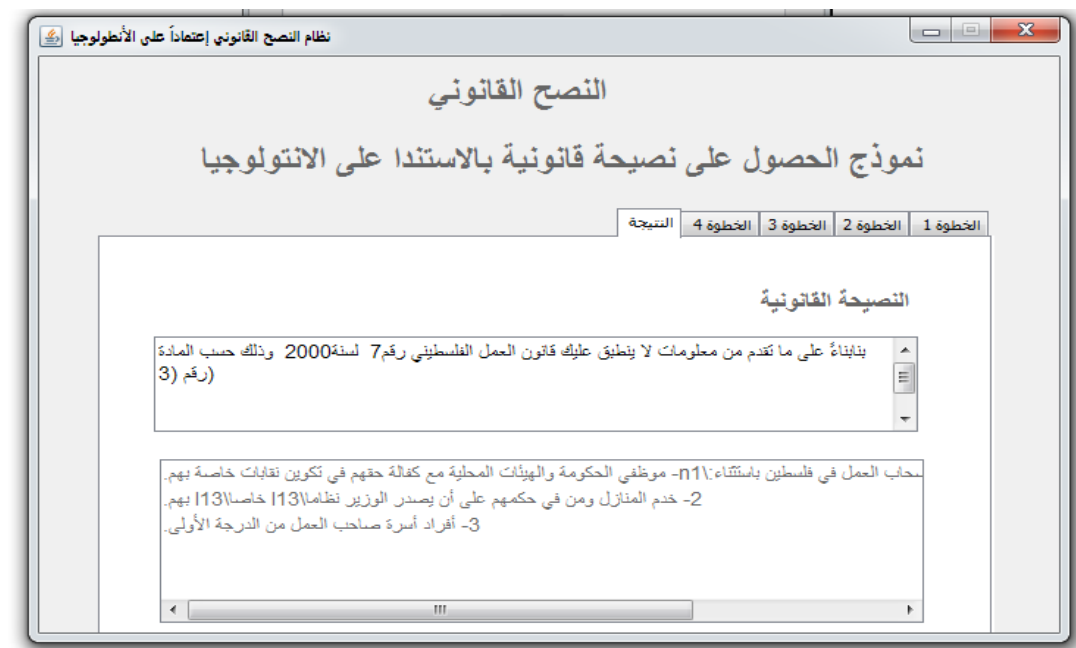 نظام النصح القانوني إعتماداً على الأنطولوجيا
النصح القانوني
نموذج الحصول على نصيحة قانونية بالاستندا على الانتولوجيا
الخطوة 1 الخطوة 2 الخطوة 3 الخطوة 4 النتيجة
النصيحة القانونية
بنابناءً على ما تقدم من معلومات لا ينطبق عليك قانون العمل الفلسطيني رقم7 لسنة2000 وذلك حسب المادة
(رقم (3
سحاب العمل في فلسطين باستثناء:\n1- موظفي الحكومة والهيئات المحلية مع كفالة حقهم في تكوين نقابات خاصة بهم.
2- خدم المنازل ومن في حكمهم على أن يصدر الوزير نظاما\l13 خاصا\l13 بهم.
3- أفراد أسرة صاحب العمل من الدرجة الأولى.